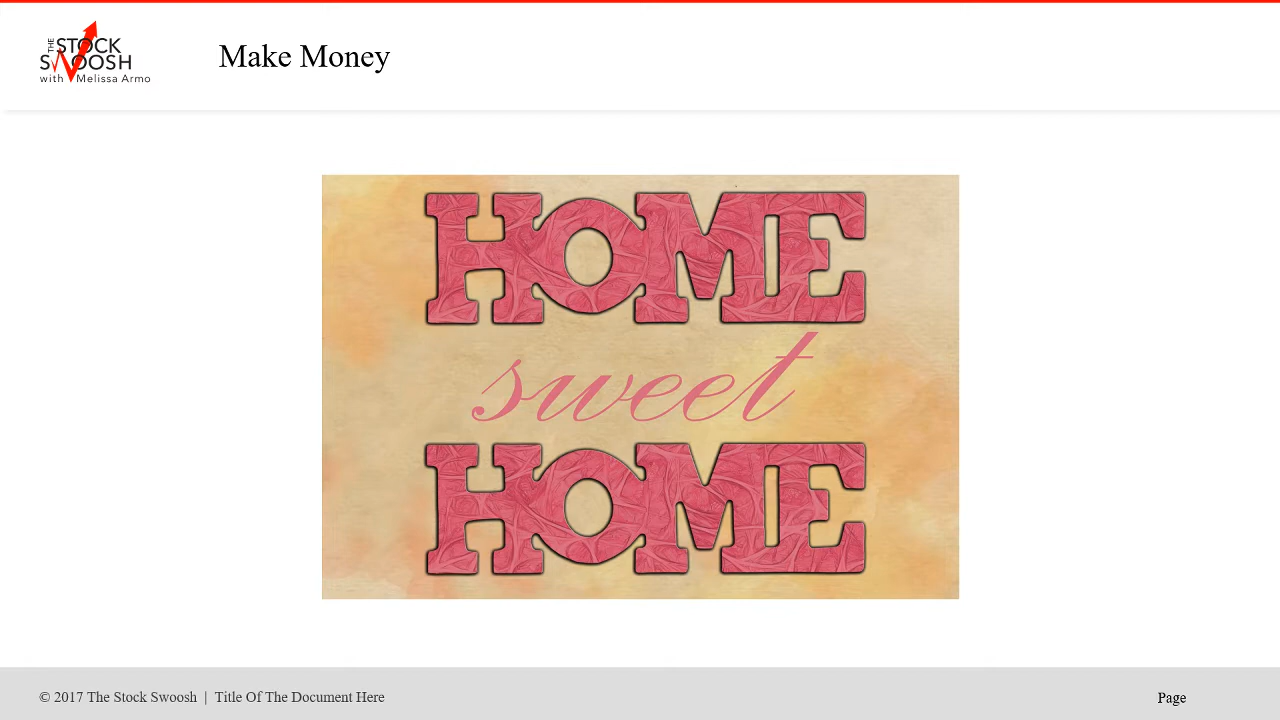 THE STOCK
SWOOSH
with Melissa Armo
Make Money
HOME
sweet
HOME
© 2017 The Stock Swoosh | Title Of The Document Here
Page